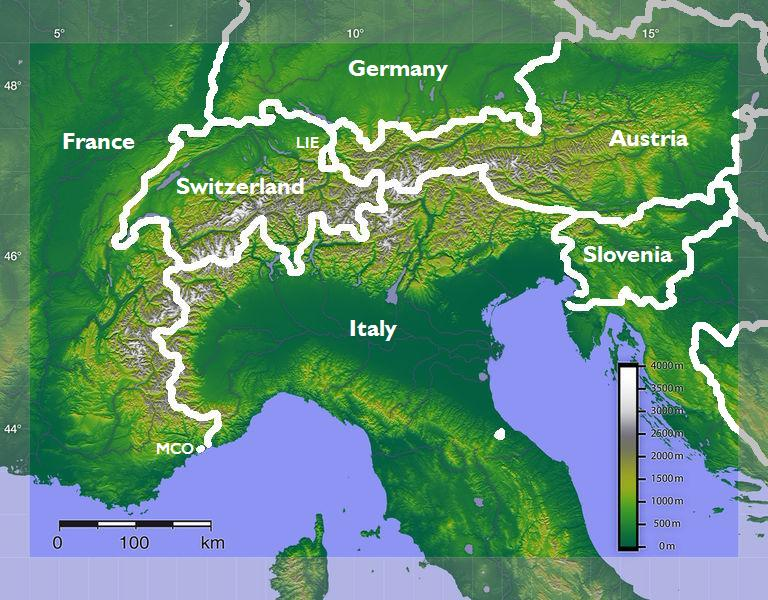 5°
10°
15°
48°
Germany
France
LIE
Austria
Switzerland
46°
Slovenia
Italy
4000m
3500m
3000m
2500m
2000m
1500m
1000m
500m
0m
44°
MCO
0
100
km